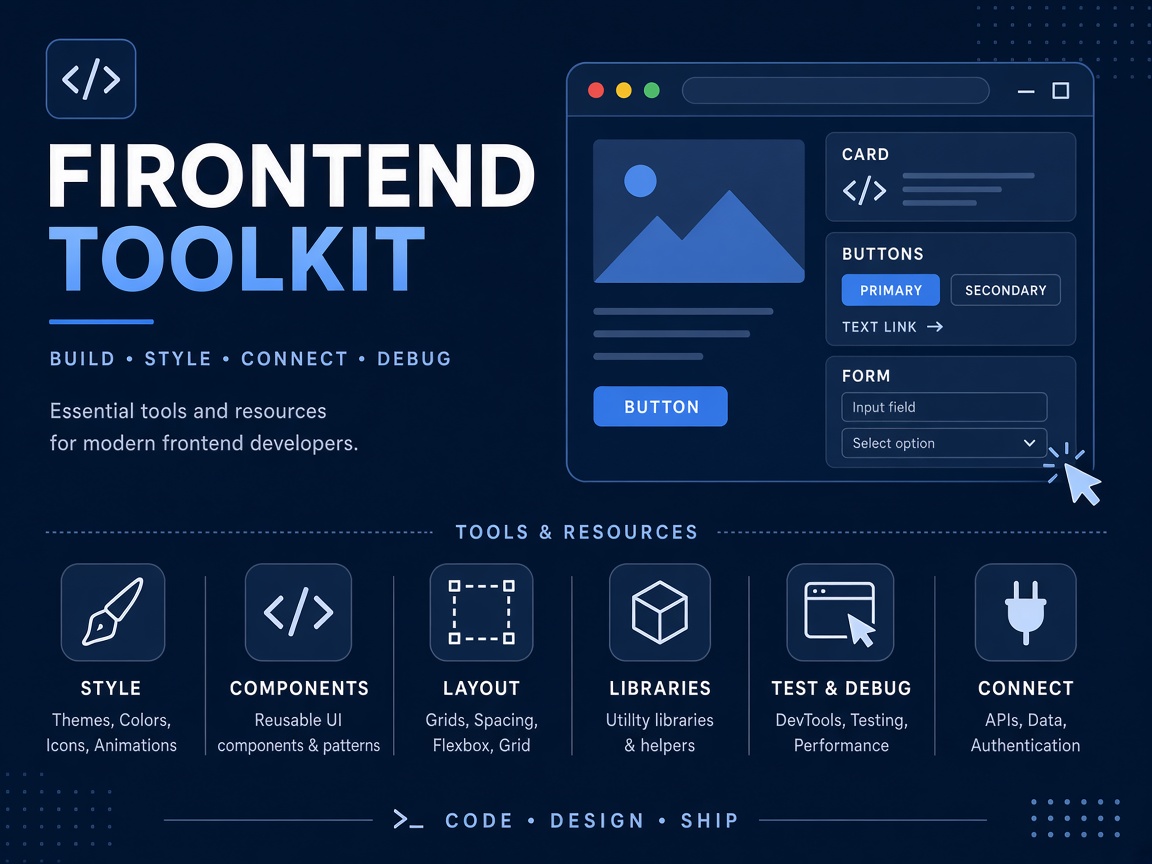 </>
FIRONTEND
TOOLKIT
BUILD • STYLE • CONNECT • DEBUG
Essential tools and resources
for modern frontend developers.
CARD
</>
BUTTONS
PRIMARY SECONDARY
TEXT LINK →
FORM
Input field
Select option
BUTTON
TOOLS & RESOURCES
</>
STYLE
Themes, Colors,
Icons, Animations
COMPONENTS
Reusable UI
components & patterns
LAYOUT
Grids, Spacing,
Flexbox, Grid
LIBRARIES
Utility libraries
& helpers
TEST & DEBUG
DevTools, Testing,
Performance
CONNECT
APIs, Data,
Authentication
>_ CODE • DESIGN • SHIP